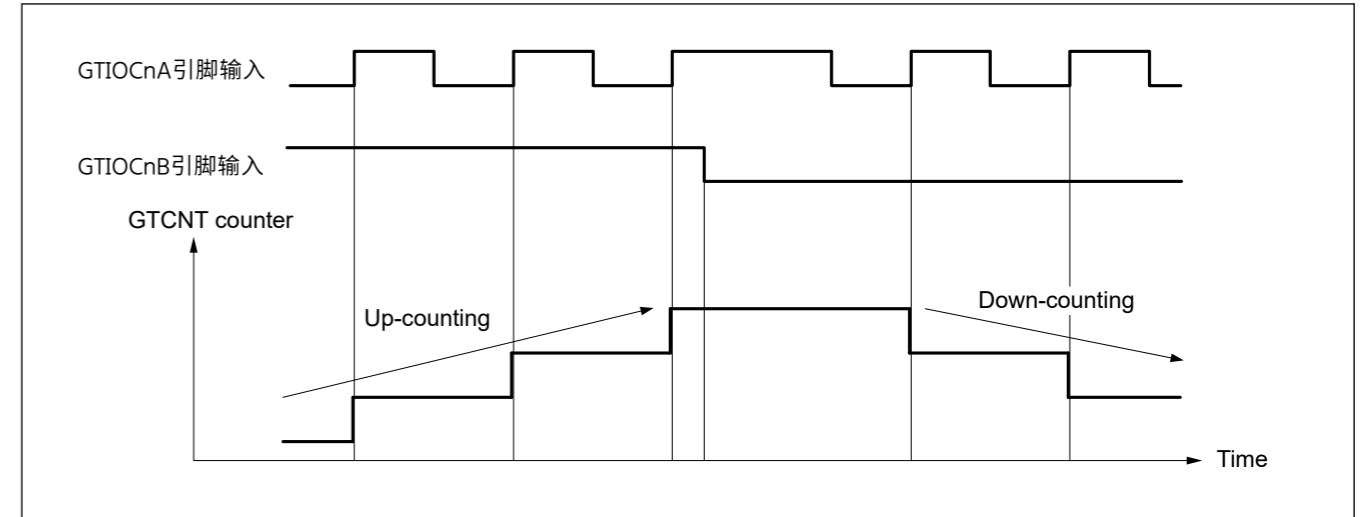 GTIOCnA引脚输入
GTIOCnB引脚输入
GTCNT counter
Up-counting
Down-counting
Time